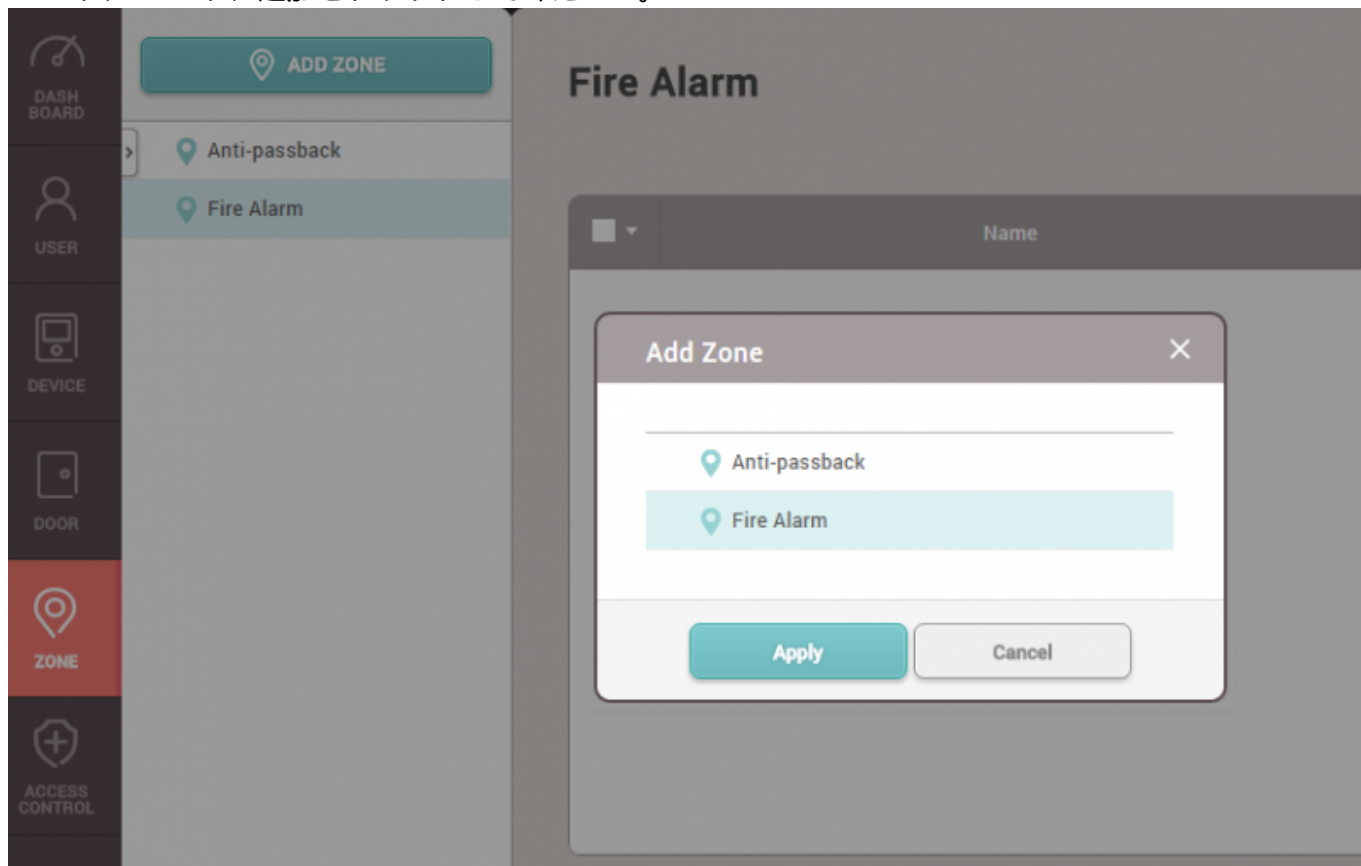 DASH
BOARD
USER
DEVICE
DOOR
ZONE
ACCESS
CONTROL
ADD ZONE
Anti-passback
Fire Alarm
Fire Alarm
Name
Add Zone
Anti-passback
Fire Alarm
Apply
Cancel